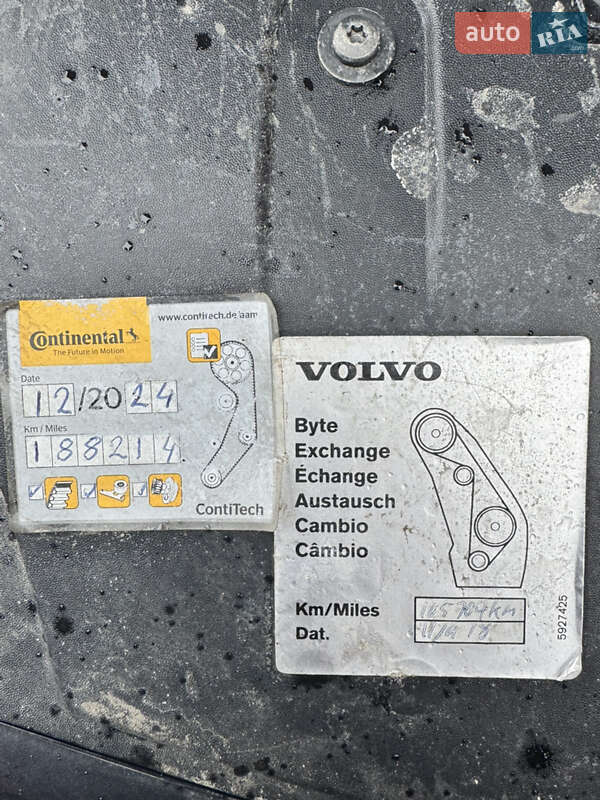 auto RIA
.com
www.contitech.de/aam
Continental
The Future in Motion
Date
12/2024
Km/Miles
188214
ContiTech
VOLVO
Byte
Exchange
Échange
Austausch
Cambio
Câmbio
Km/Miles
km
Dat.
5927425